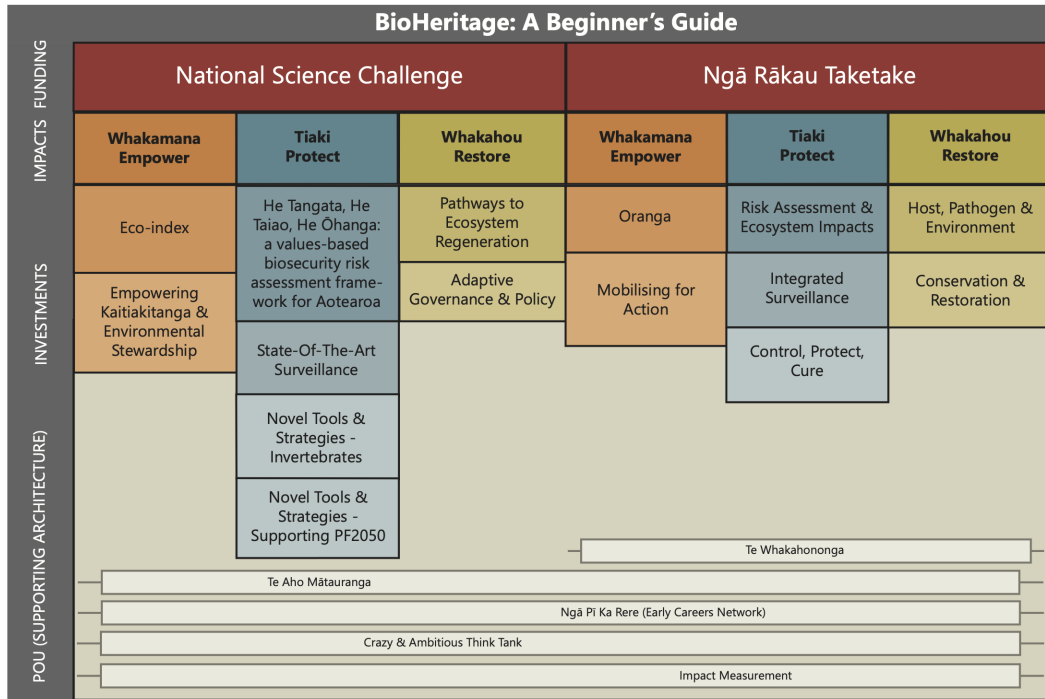 BioHeritage: A Beginner's Guide
FUNDING
National Science Challenge
Ngā Rākau Taketake
IMPACTS
Whakamana
Empower
Tiaki
Protect
Whakahou
Restore
Whakamana
Empower
Tiaki
Protect
Whakahou
Restore
INVESTMENTS
Eco-index
Empowering
Kaitiakitanga &
Environmental
Stewardship
He Tangata, He
Taiao, He Ōhanga:
a values-based
biosecurity risk
assessment frame-
work for Aotearoa
State-Of-The-Art
Surveillance
Novel Tools &
Strategies -
Invertebrates
Novel Tools &
Strategies -
Supporting PF2050
Pathways to
Ecosystem
Regeneration
Adaptive
Governance & Policy
Oranga
Mobilising for
Action
Risk Assessment &
Ecosystem Impacts
Integrated
Surveillance
Control, Protect,
Cure
Host, Pathogen &
Environment
Conservation &
Restoration
POU (SUPPORTING ARCHITECTURE)
Te Whakahononga
Te Aho Mātauranga
Ngā Pī Ka Rere (Early Careers Network)
Crazy & Ambitious Think Tank
Impact Measurement